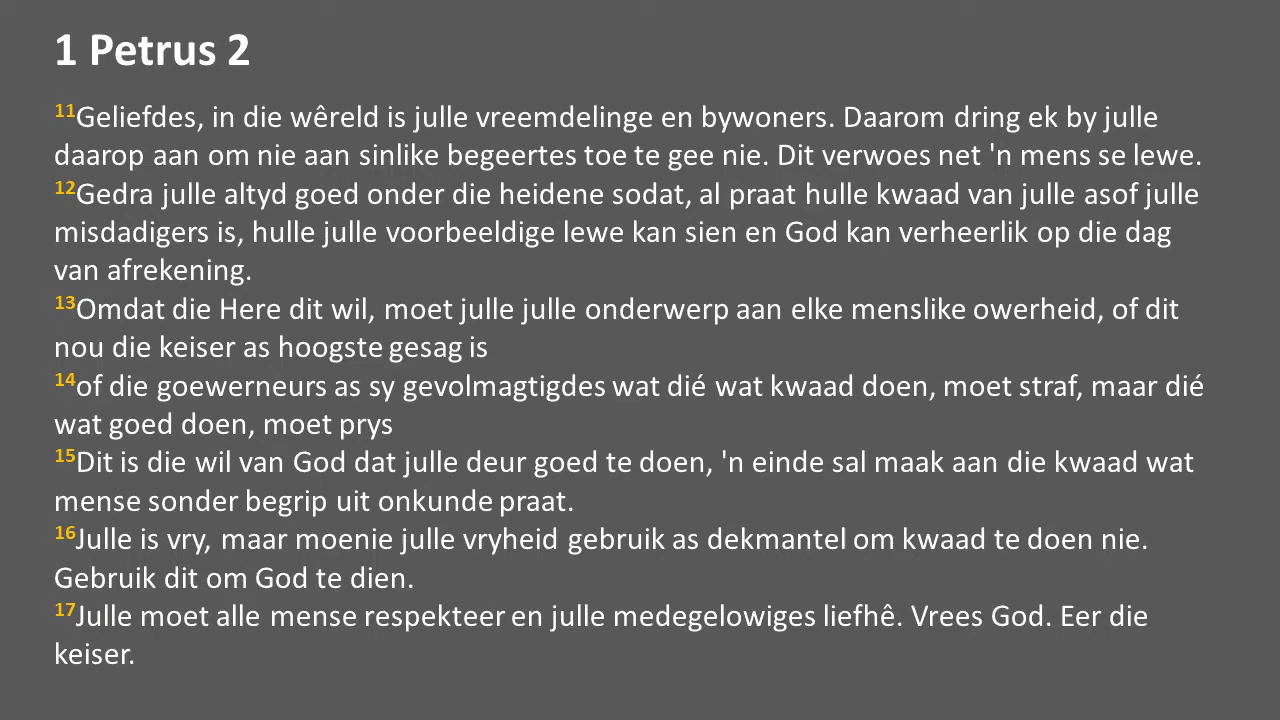 1 Petrus 2
11Geliefdes, in die wêreld is julle vreemdelinge en bywoners. Daarom dring ek by julle
daarop aan om nie aan sinlike begeertes toe te gee nie. Dit verwoes net 'n mens se lewe.
12Gedra julle altyd goed onder die heidene sodat, al praat hulle kwaad van julle asof julle
misdadigers is, hulle julle voorbeeldige lewe kan sien en God kan verheerlik op die dag
van afrekening.
13Omdat die Here dit wil, moet julle julle onderwerp aan elke menslike owerheid, of dit
nou die keiser as hoogste gesag is
14of die goewerneurs as sy gevolmagtigdes wat dié wat kwaad doen, moet straf, maar dié
wat goed doen, moet prys
15Dit is die wil van God dat julle deur goed te doen, 'n einde sal maak aan die kwaad wat
mense sonder begrip uit onkunde praat.
16Julle is vry, maar moenie julle vryheid gebruik as dekmantel om kwaad te doen nie.
Gebruik dit om God te dien.
17Julle moet alle mense respekteer en julle medegelowiges liefhê. Vrees God. Eer die
keiser.